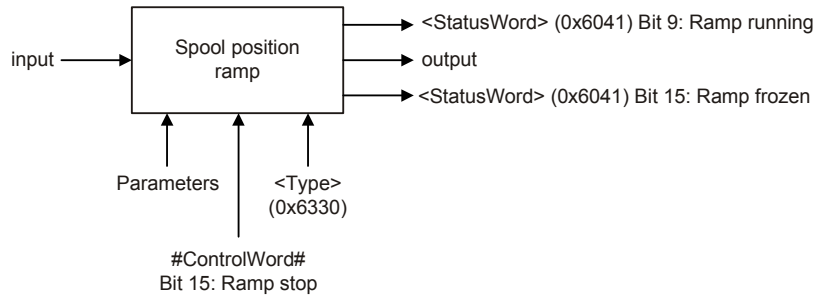 <StatusWord> (0x6041) Bit 9: Ramp running
input
Spool position
ramp
output
<StatusWord> (0x6041) Bit 15: Ramp frozen
Parameters
<Type>
(0x6330)
#ControlWord#
Bit 15: Ramp stop